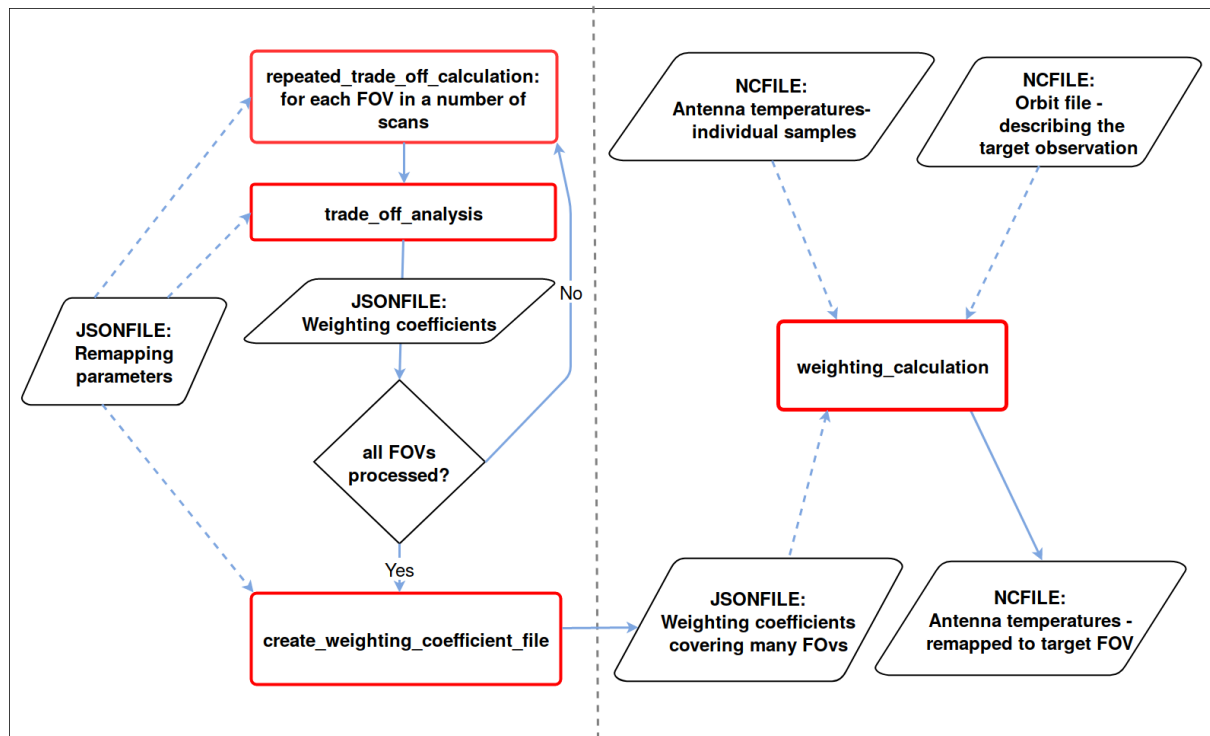 repeated_trade_off_calculation:
for each FOV in a number of
scans
trade_off_analysis
JSONFILE:
Weighting coefficients
No
JSONFILE:
Remapping
parameters
all FOVs
processed?
Yes
create_weighting_coefficient_file
NCFILE:
Antenna temperatures-
individual samples
NCFILE:
Orbit file -
describing the
target observation
weighting_calculation
JSONFILE:
Weighting coefficients
covering many FOvs
NCFILE:
Antenna temperatures -
remapped to target FOV